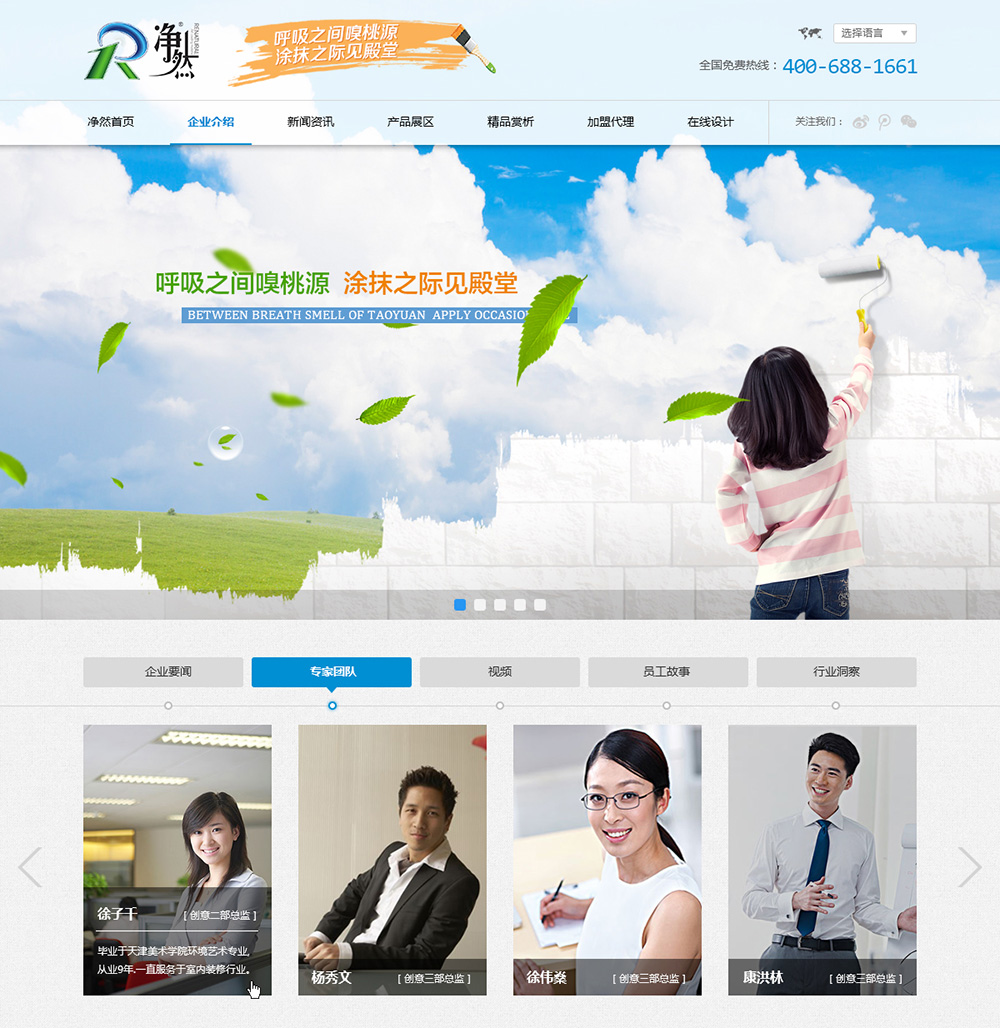 净然
呼吸之间嗅桃源
涂抹之际见殿堂
选择语言
全国免费热线：400-688-1661
净然首页 企业介绍 新闻资讯 产品展区 精品赏析 加盟代理 在线设计 关注我们：
呼吸之间嗅桃源 涂抹之际见殿堂
BETWEEN BREATH SMELL OF TAOYUAN APPLY
企业要闻 专家团队 视频 员工故事 行业洞察
徐子干 [ 创意二部总监 ]
毕业于天津美术学院环境艺术专业,
从业9年.一直服务于室内装修行业。
杨秀文 [ 创意三部总监 ]
徐伟燊 [ 创意三部总监 ]
康洪林 [ 创意三部总监 ]